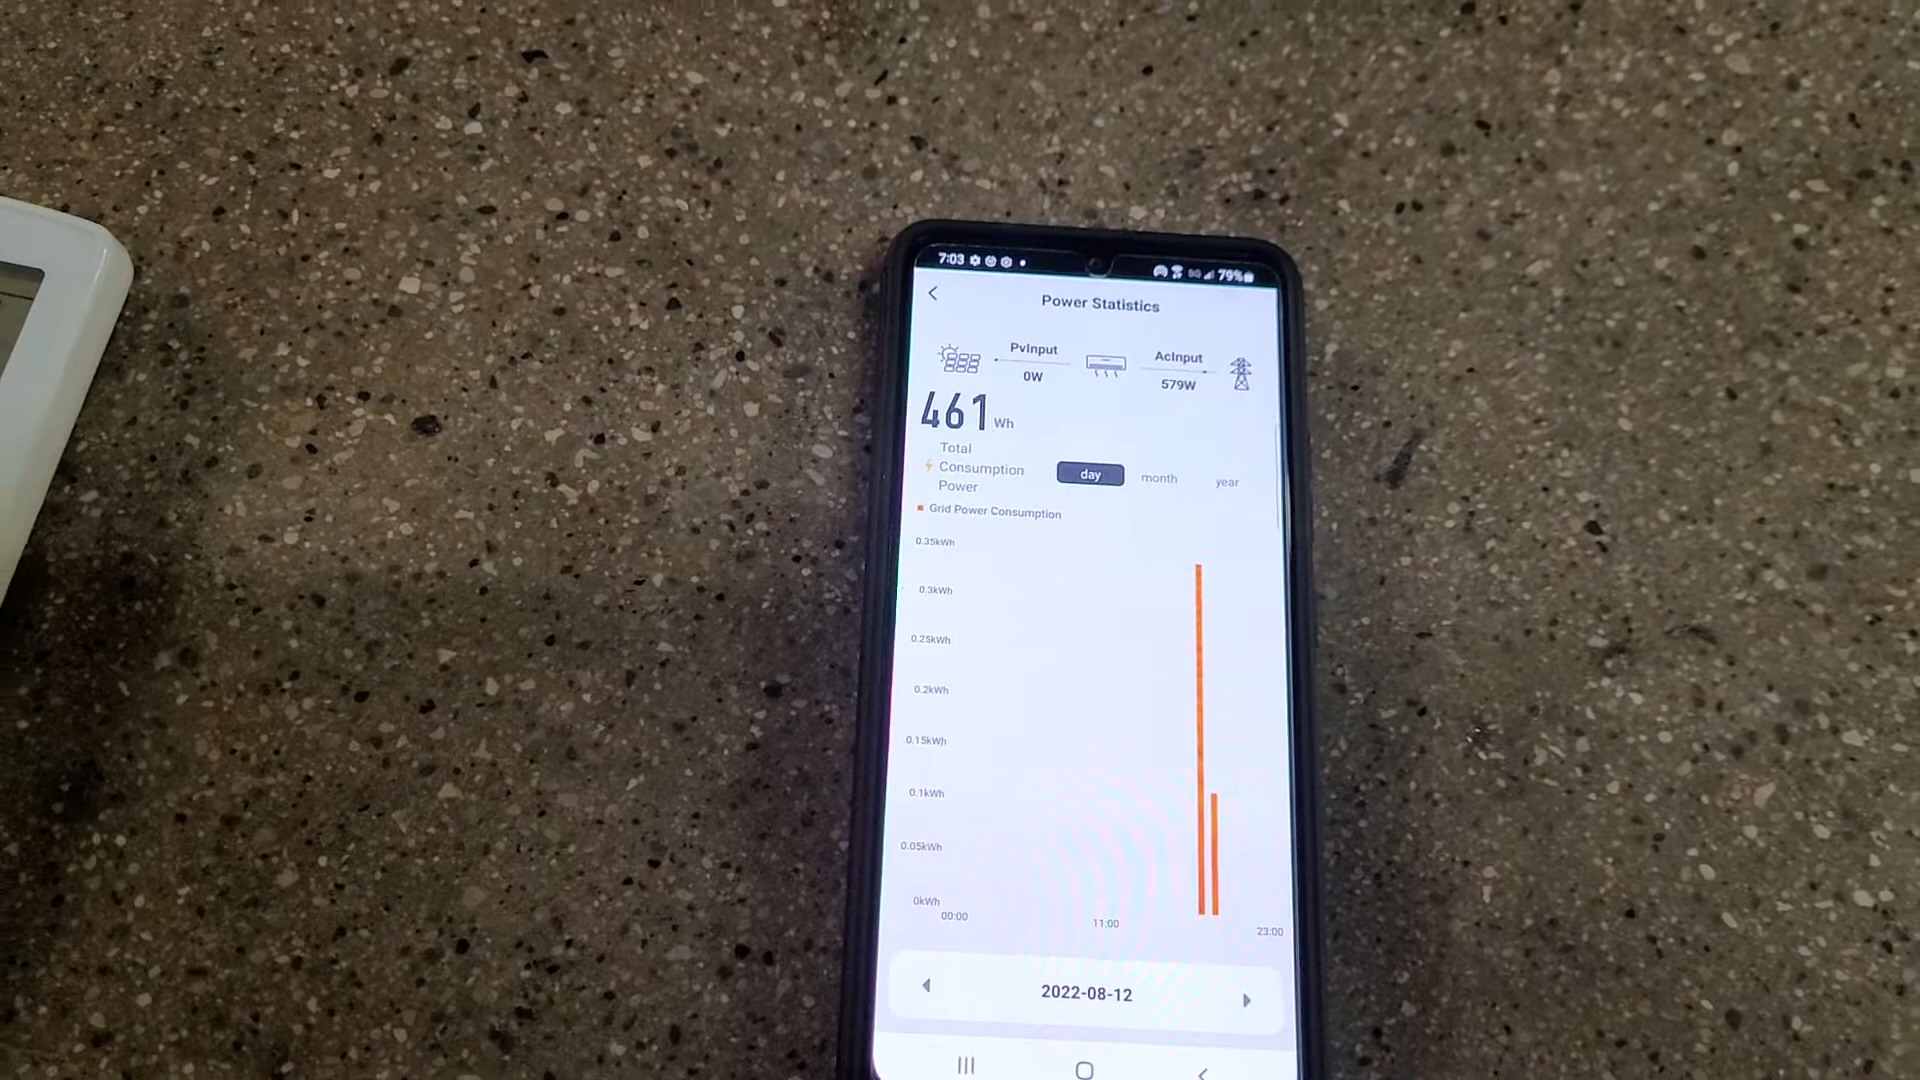 7:03 5G 79%
Power Statistics
PvInput AcInput
0W 579W
461 Wh
Total
Consumption
Power
day month year
Grid Power Consumption
0.35kWh
0.3kWh
0.25kWh
0.2kWh
0.15kWh
0.1kWh
0.05kWh
0kWh
00:00 11:00 23:00
2022-08-12